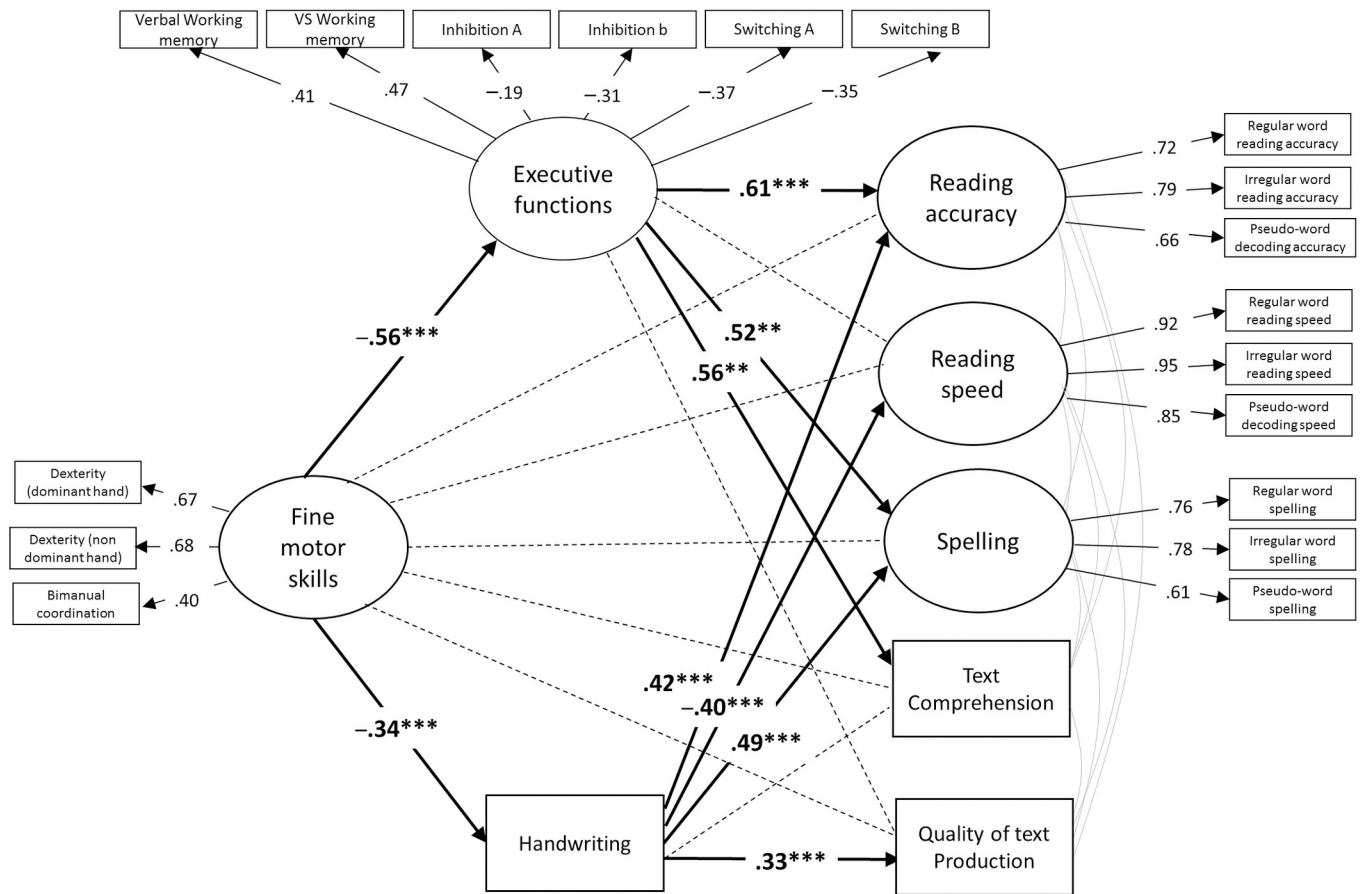 Verbal Working
memory
VS Working
memory
Inhibition A
Inhibition b
Switching A
Switching B
.41
.47
–.19
–.31
–.37
–.35
Executive
functions
.61***
Reading
accuracy
.72
.79
.66
Regular word
reading accuracy
Irregular word
reading accuracy
Pseudo-word
decoding accuracy
–.56***
.52**
.56**
Reading
speed
.92
.95
.85
Regular word
reading speed
Irregular word
reading speed
Pseudo-word
decoding speed
Dexterity
(dominant hand)
Dexterity (non
dominant hand)
Bimanual
coordination
.67
.68
.40
Fine
motor
skills
Spelling
.76
.78
.61
Regular word
spelling
Irregular word
spelling
Pseudo-word
spelling
–.34***
.42***
–.40***
.49***
Text
Comprehension
Handwriting
.33***
Quality of text
Production